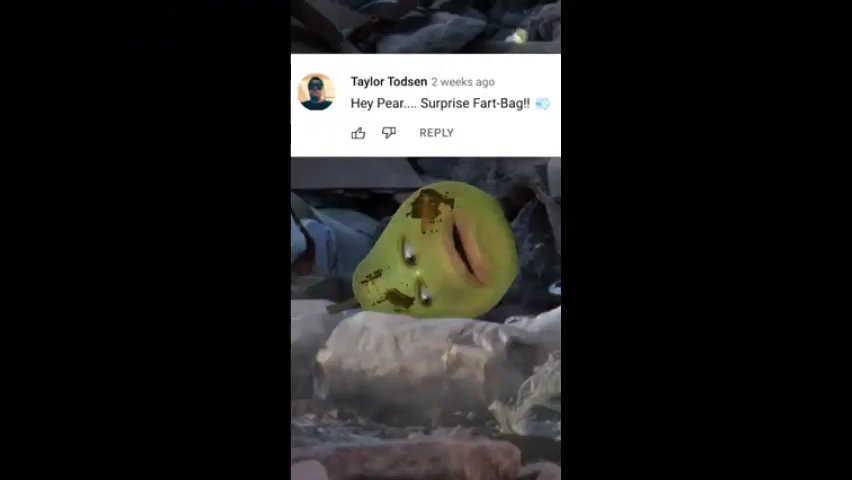 Taylor Todsen 2 weeks ago
Hey Pear.... Surprise Fart-Bag!! 💨
REPLY